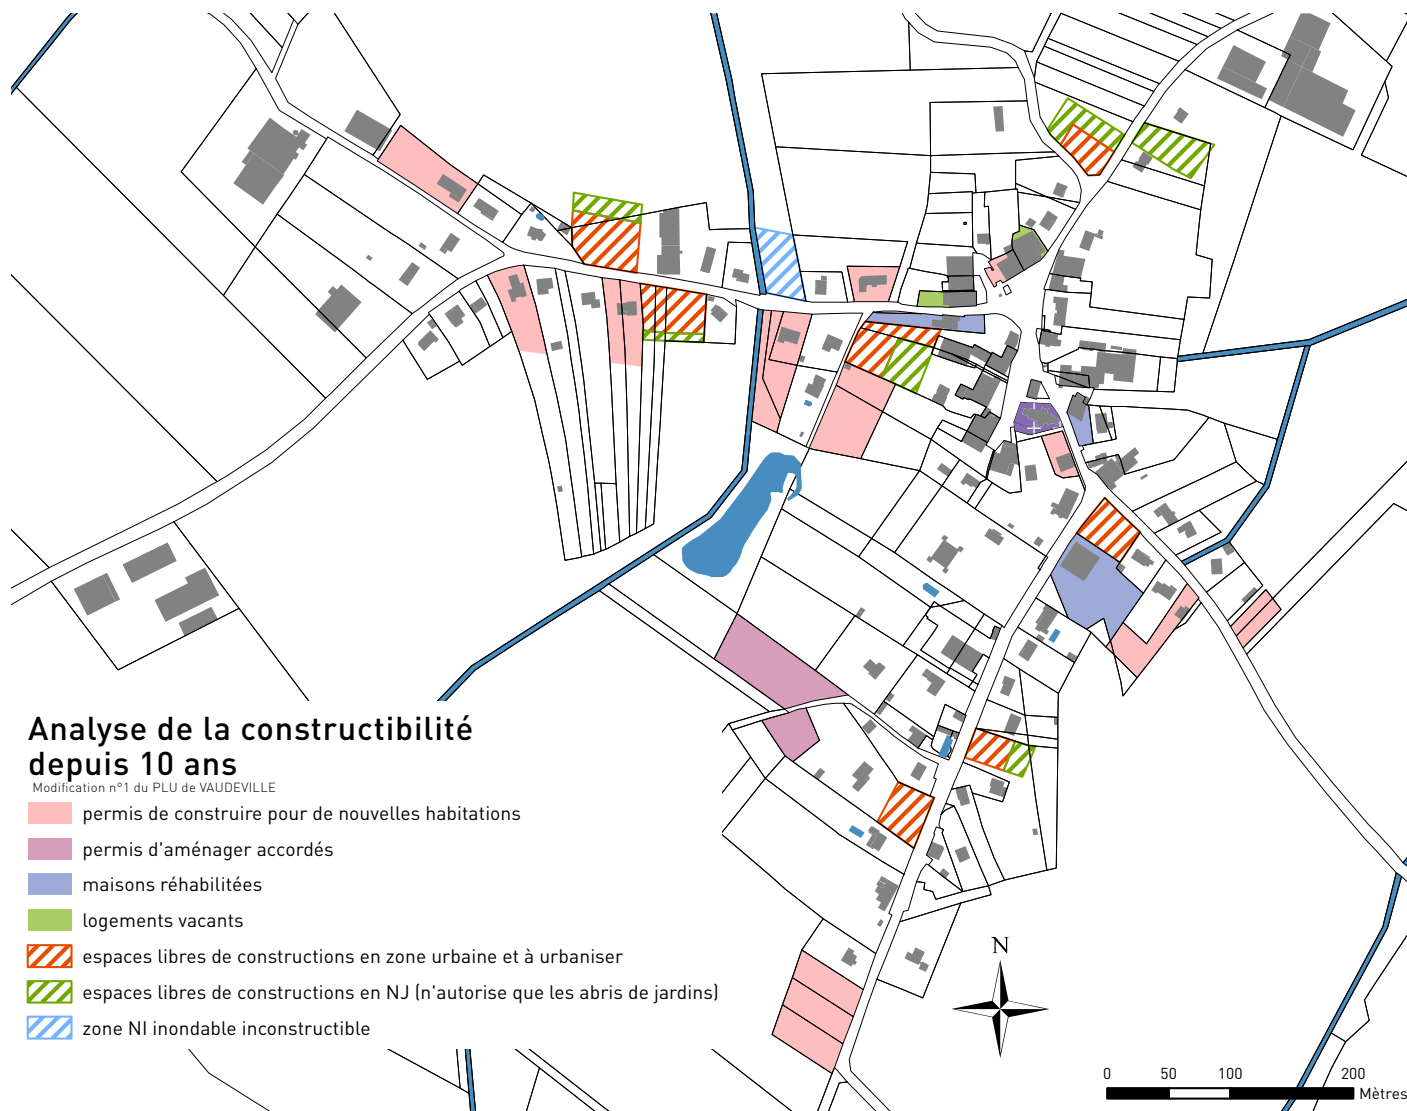 Analyse de la constructibilité
depuis 10 ans
Modification n°1 du PLU de VAUDEVILLE
permis de construire pour de nouvelles habitations
permis d'aménager accordés
maisons réhabilitées
logements vacants
espaces libres de constructions en zone urbaine et à urbaniser
espaces libres de constructions en NJ (n'autorise que les abris de jardins)
zone NI inondable inconstructible
N
0 50 100 200
Mètres